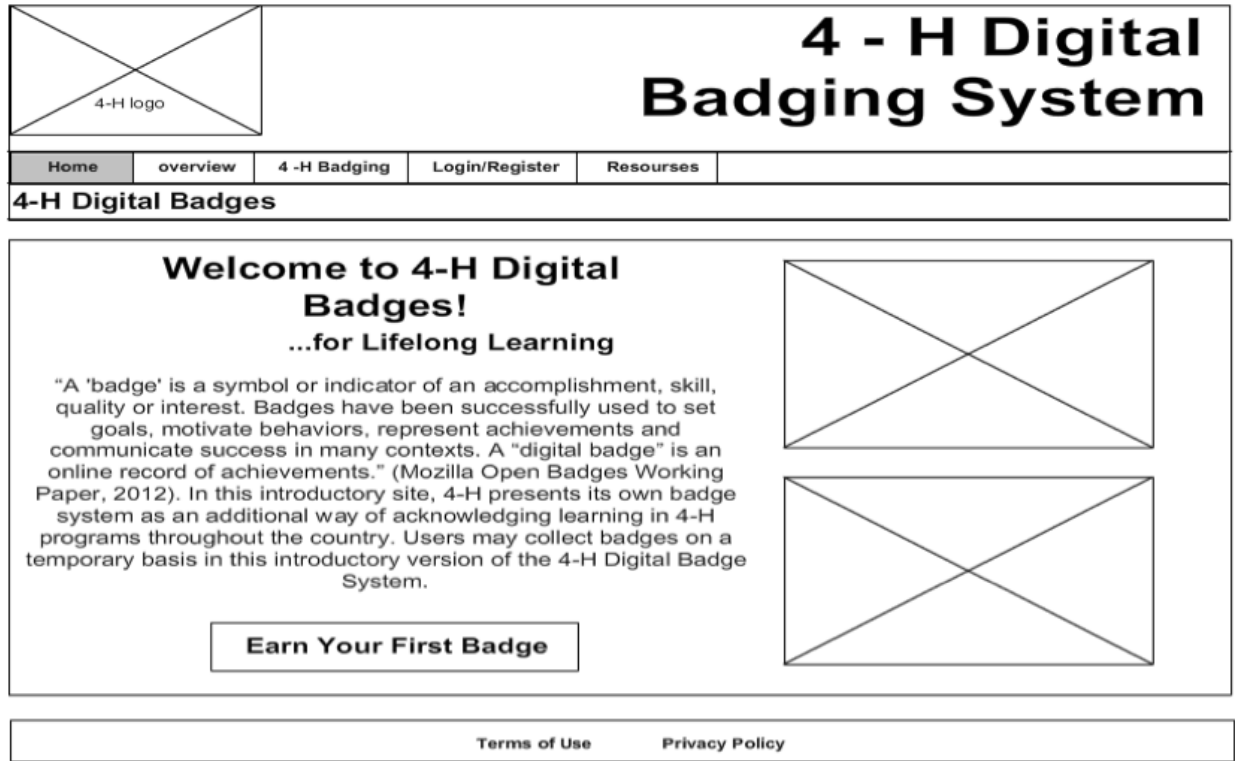 4-H logo
4 - H Digital
Badging System
Home overview 4 -H Badging Login/Register Resourses
4-H Digital Badges
Welcome to 4-H Digital
Badges!
...for Lifelong Learning
“A 'badge' is a symbol or indicator of an accomplishment, skill,
quality or interest. Badges have been successfully used to set
goals, motivate behaviors, represent achievements and
communicate success in many contexts. A “digital badge” is an
online record of achievements.” (Mozilla Open Badges Working
Paper, 2012). In this introductory site, 4-H presents its own badge
system as an additional way of acknowledging learning in 4-H
programs throughout the country. Users may collect badges on a
temporary basis in this introductory version of the 4-H Digital Badge
System.
Earn Your First Badge
Terms of Use Privacy Policy